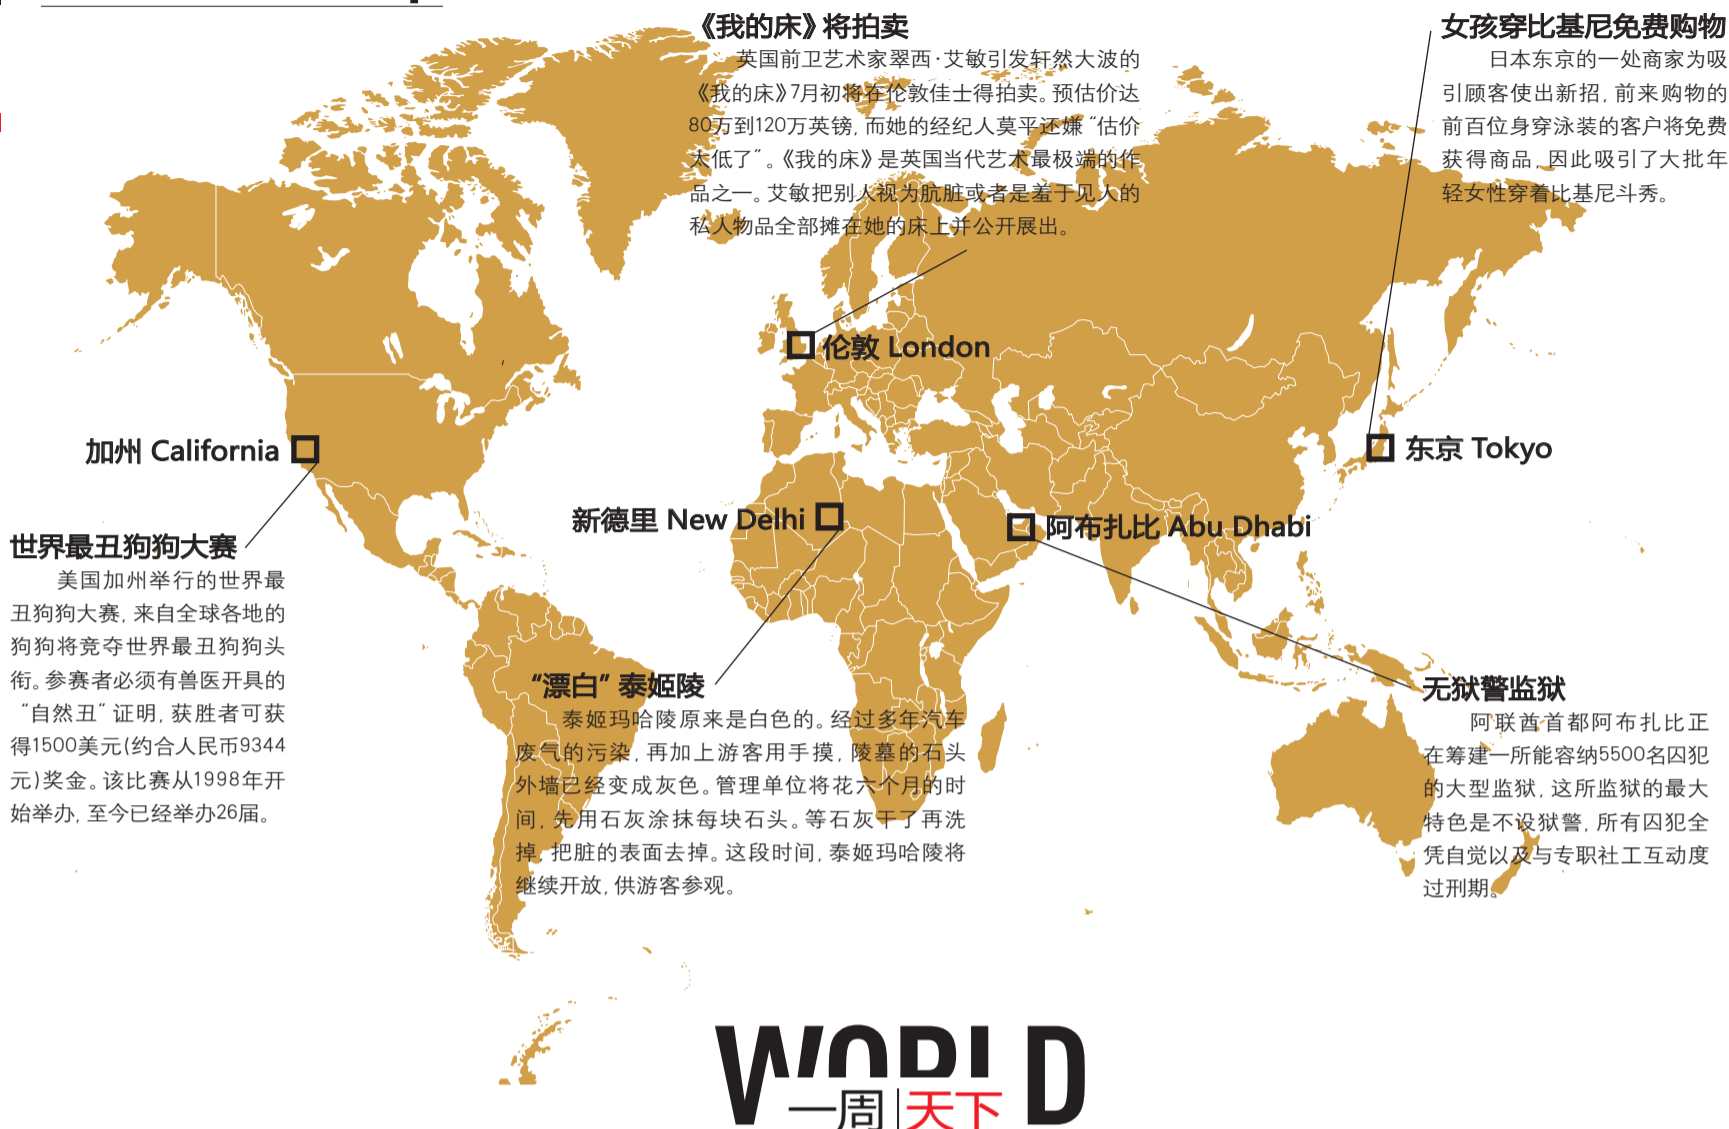 《我的床》将拍卖
英国前卫艺术家翠西·艾敏引发轩然大波的
《我的床》7月初将在伦敦佳士得拍卖。预估价达
80万到120万英镑,而她的经纪人莫平还嫌“估价
太低了”。《我的床》是英国当代艺术最极端的作
品之一。艾敏把别人视为肮脏或者是羞于见人的
私人物品全部摊在她的床上并公开展出。
女孩穿比基尼免费购物
日本东京的一处商家为吸
引顾客使出新招,前来购物的
前百位身穿泳装的客户将免费
获得商品,因此吸引了大批年
轻女性穿着比基尼斗秀。
伦敦 London
加州 California
东京 Tokyo
新德里 New Delhi
阿布扎比 Abu Dhabi
世界最丑狗狗大赛
美国加州举行的世界最
丑狗狗大赛,来自全球各地的
狗狗将竞夺世界最丑狗狗头
衔。参赛者必须有兽医开具的
“自然丑”证明,获胜者可获
得1500美元(约合人民币9344
元)奖金。该比赛从1998年开
始举办,至今已经举办26届。
“漂白”泰姬陵
泰姬玛哈陵原来是白色的。经过多年汽车
废气的污染,再加上游客用手摸,陵墓的石头
外墙已经变成灰色。管理单位将花六个月的时
间,先用石灰涂抹每块石头。等石灰干了再洗
掉,把脏的表面去掉。这段时间,泰姬玛哈陵将
继续开放,供游客参观。
无狱警监狱
阿联酋首都阿布扎比正
在筹建一所能容纳5500名囚犯
的大型监狱,这所监狱的最大
特色是不设狱警,所有囚犯全
凭自觉以及与专职社工互动度
过刑期。
WORLD
一周|天下